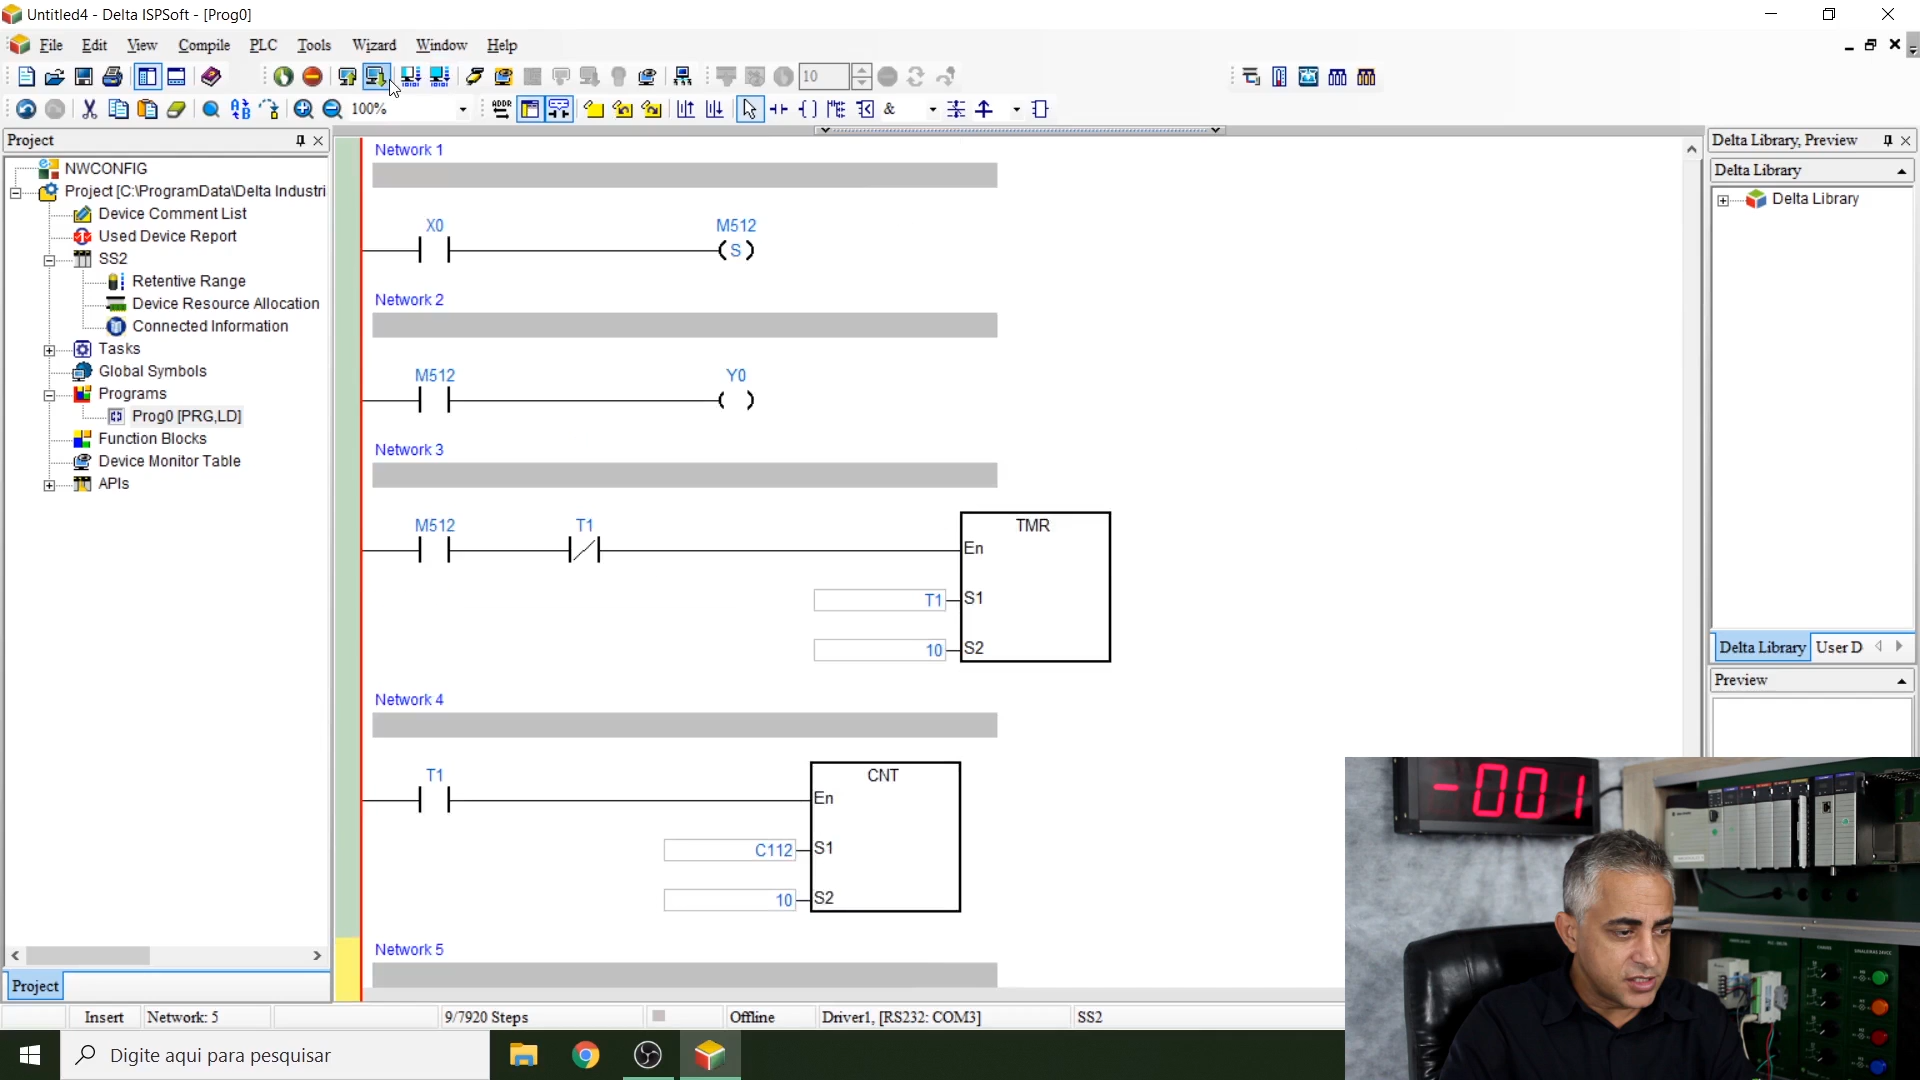 Untitled4 - Delta ISPSoft - [Prog0]
File Edit View Compile PLC Tools Wizard Window Help
10
100%
ADDR
&
Project
NWCONFIG
Project [C:\ProgramData\Delta Industri
Device Comment List
Used Device Report
SS2
Retentive Range
Device Resource Allocation
Connected Information
Tasks
Global Symbols
Programs
Prog0 [PRG,LD]
Function Blocks
Device Monitor Table
APIs
Project
Network 1
X0
M512
S
Network 2
M512
Y0
Network 3
M512
T1
TMR
En
T1 S1
10 S2
Network 4
T1
CNT
En
C112 S1
10 S2
Network 5
Delta Library, Preview
Delta Library
Delta Library
Delta Library User D
Preview
-001
Insert Network: 5 9/7920 Steps Offline Driver1, [RS232: COM3] SS2
Digite aqui para pesquisar